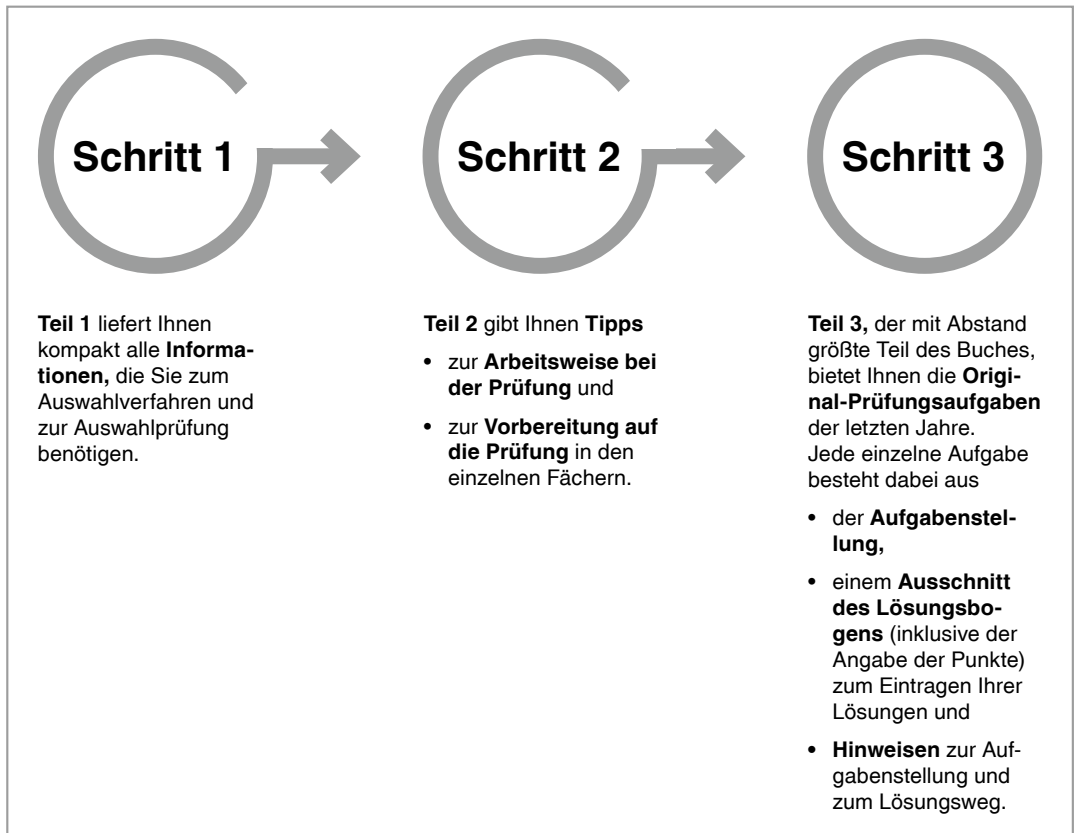 Schritt 1
Schritt 2
Schritt 3
Teil 1 liefert Ihnen
kompakt alle Informa-
tionen, die Sie zum
Auswahlverfahren und
zur Auswahlprüfung
benötigen.
Teil 2 gibt Ihnen Tipps
• zur Arbeitsweise bei
der Prüfung und
• zur Vorbereitung auf
die Prüfung in den
einzelnen Fächern.
Teil 3, der mit Abstand
größte Teil des Buches,
bietet Ihnen die Origi-
nal-Prüfungsaufgaben
der letzten Jahre.
Jede einzelne Aufgabe
besteht dabei aus
• der Aufgabenstel-
lung,
• einem Ausschnitt
des Lösungsbo-
gens (inklusive der
Angabe der Punkte)
zum Eintragen Ihrer
Lösungen und
• Hinweisen zur Auf-
gabenstellung und
zum Lösungsweg.